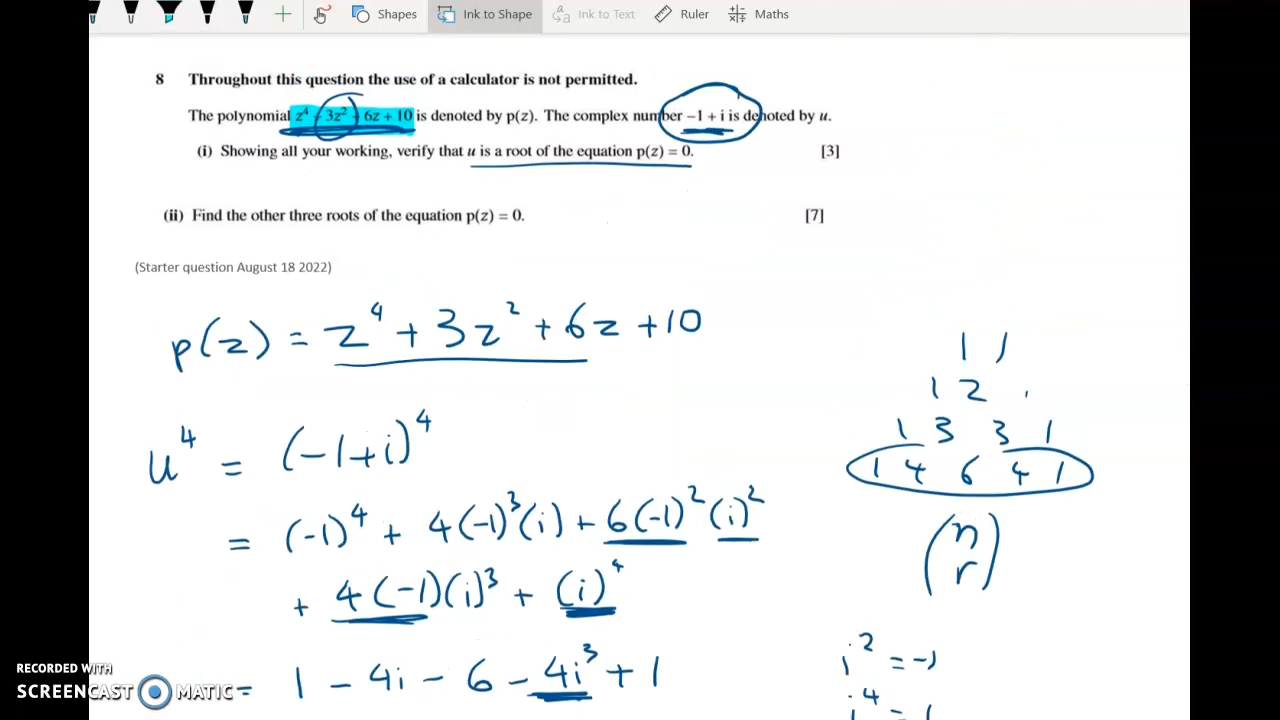 Shapes Ink to Shape Ink to Text Ruler Maths
8 Throughout this question the use of a calculator is not permitted.
The polynomial z⁴ + 3z² + 6z + 10 is denoted by p(z). The complex number −1 + i is denoted by u.
(i) Showing all your working, verify that u is a root of the equation p(z) = 0. [3]
(ii) Find the other three roots of the equation p(z) = 0. [7]
(Starter question August 18 2022)
p(z) = z⁴ + 3z² + 6z + 10
u⁴ = (-1+i)⁴
= (-1)⁴ + 4(-1)³(i) + 6(-1)²(i)²
+ 4(-1)(i)³ + (i)⁴
= 1 - 4i - 6 - 4i³ + 1
1 1
1 2
1 3 3 1
1 4 6 4 1
(n
r)
i² = -1
i⁴ = 1
RECORDED WITH
SCREENCAST MATIC